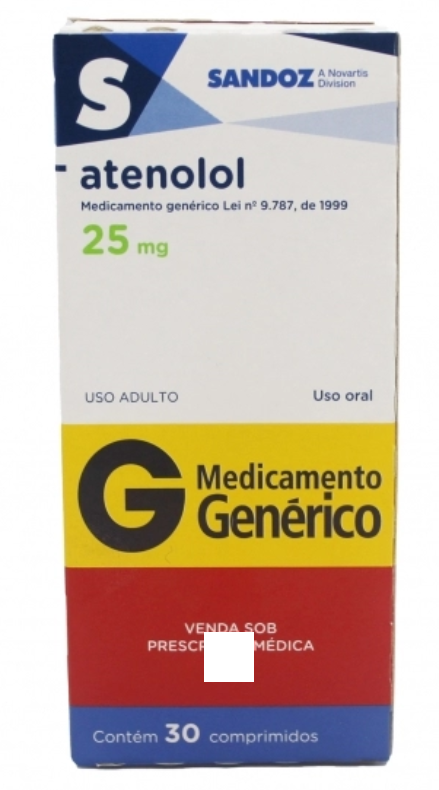 S
SANDOZ A Novartis
Division
atenolol
Medicamento genérico Lei nº 9.787, de 1999
25 mg
USO ADULTO Uso oral
G Medicamento
Genérico
VENDA SOB
MÉDICA
Contém 30 comprimidos